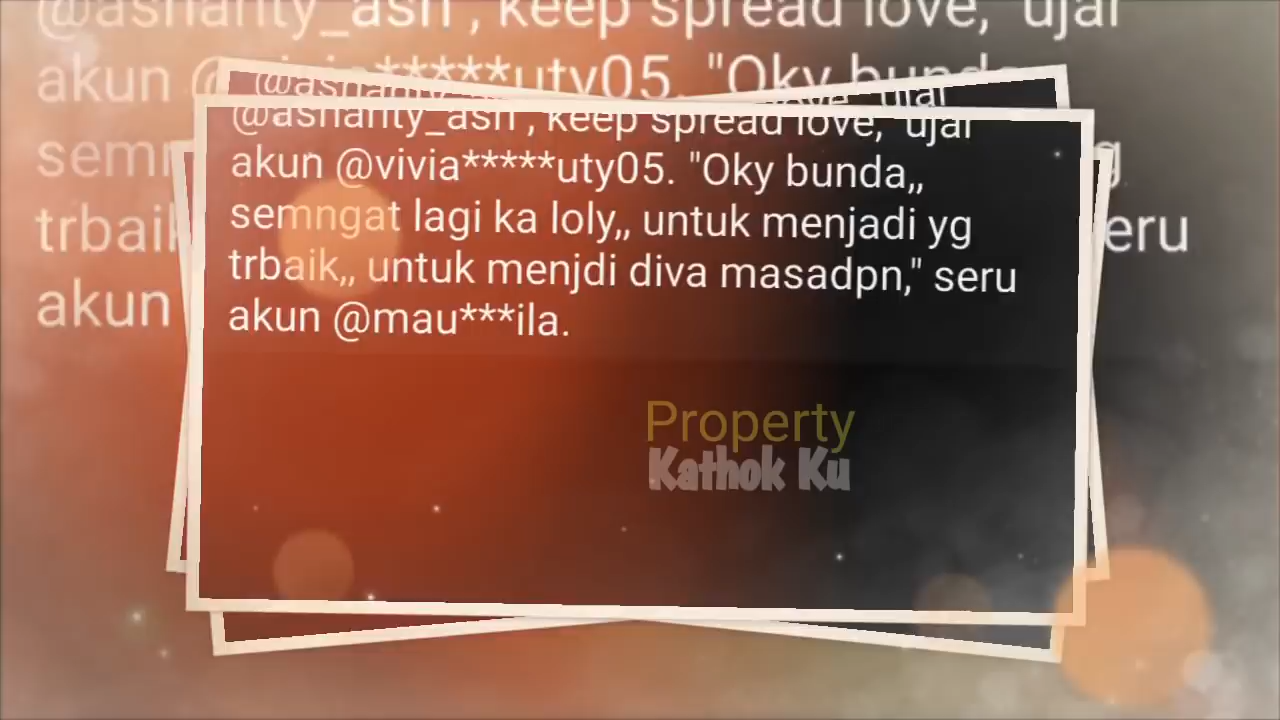 @ashanty_ash , keep spread love," ujar
akun @vivia*****uty05. "Oky bunda,,
semngat lagi ka loly,, untuk menjadi yg
trbaik,, untuk menjdi diva masadpn," seru
akun @mau***ila.
Property
Kathok Ku